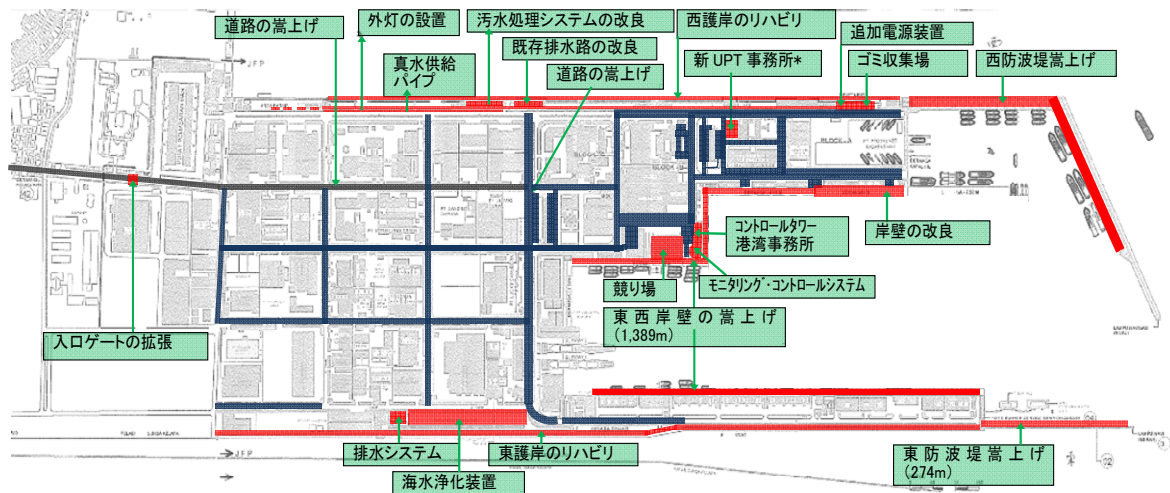 外灯の設置
汚水処理システムの改良
西護岸のリハビリ
道路の嵩上げ
既存排水路の改良
追加電源装置
真水供給
パイプ
道路の嵩上げ
新 UPT 事務所*
ゴミ収集場
西防波堤嵩上げ
JFP
BLOCK-A
コントロールタワー
港湾事務所
岸壁の改良
競り場
モニタリング・コントロールシステム
東西岸壁の嵩上げ
(1,389m)
入口ゲートの拡張
排水システム
東護岸のリハビリ
海水浄化装置
東防波堤嵩上げ
(274m)
JFP